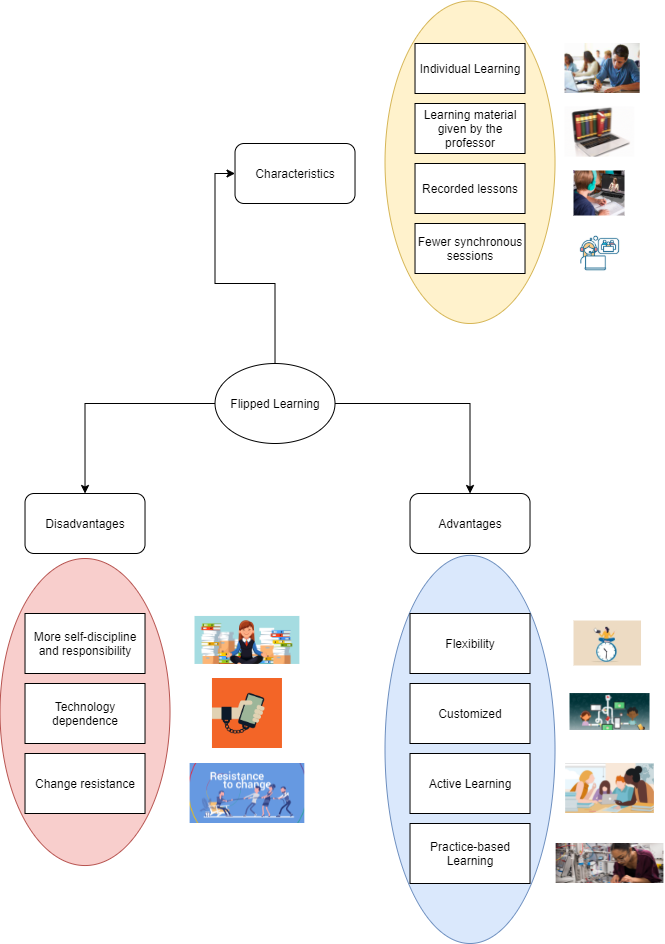 Individual Learning
Learning material
given by the
professor
Characteristics
Recorded lessons
Fewer synchronous
sessions
Flipped Learning
Disadvantages
Advantages
More self-discipline
and responsibility
Flexibility
Technology
dependence
Customized
Resistance
to change
Change resistance
Active Learning
Practice-based
Learning